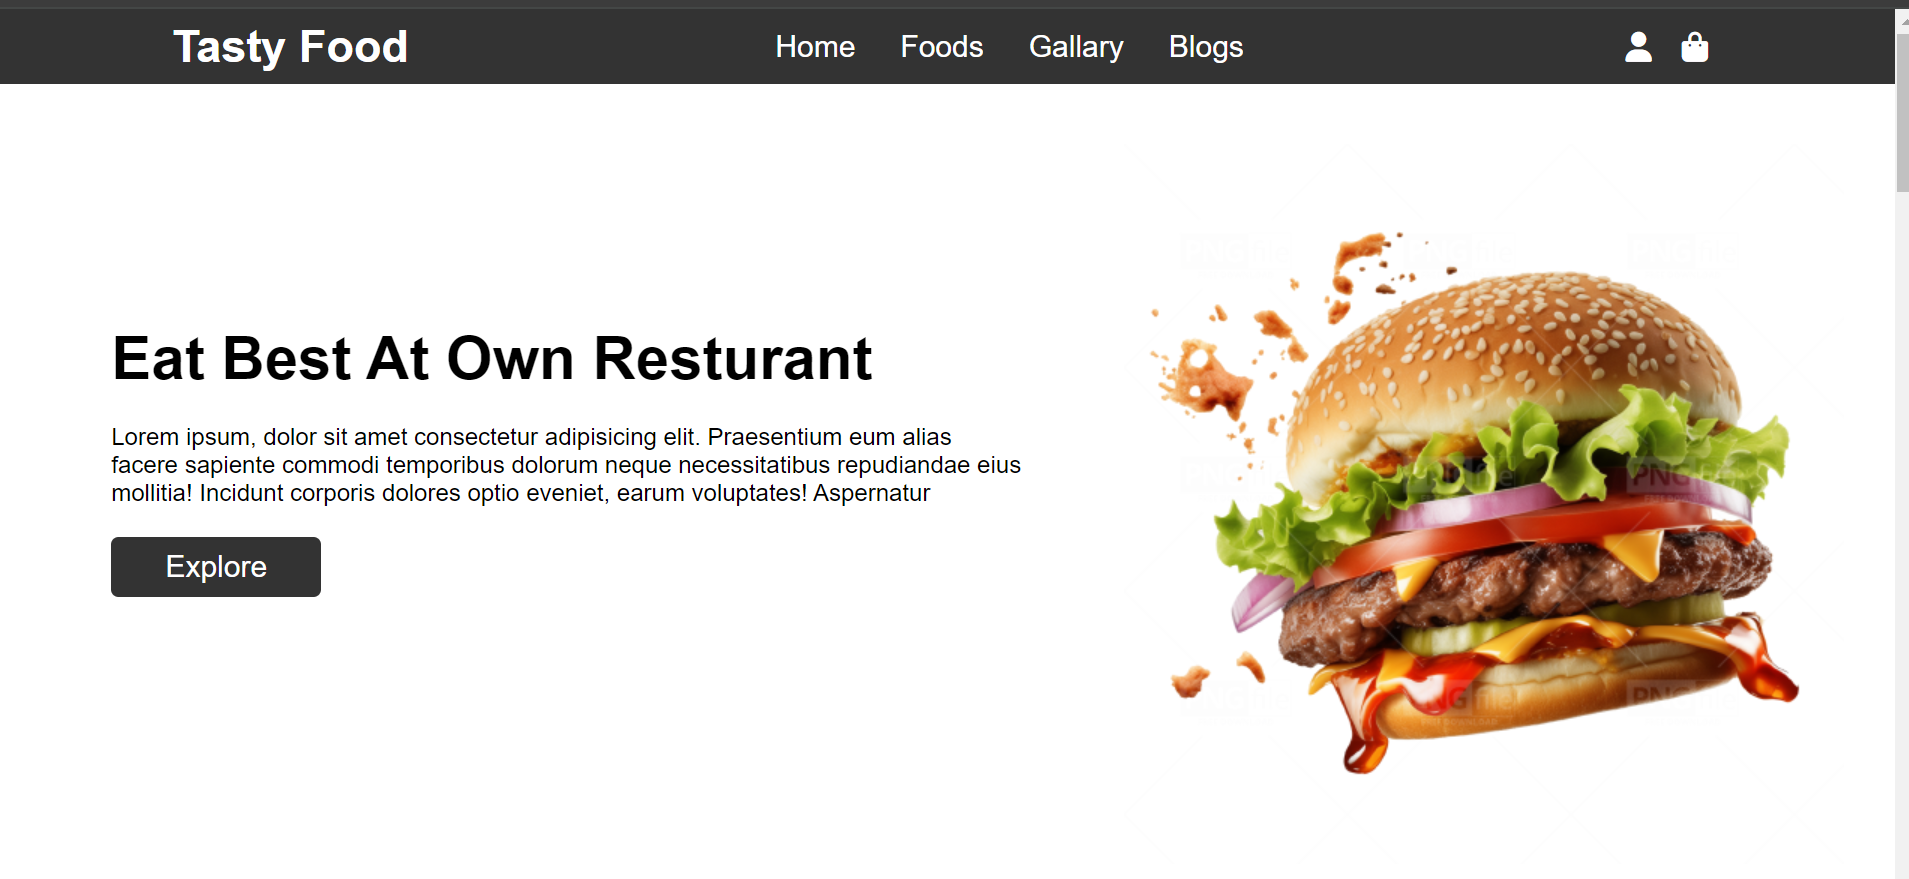 Tasty Food
Home Foods Gallary Blogs
Eat Best At Own Resturant
Lorem ipsum, dolor sit amet consectetur adipisicing elit. Praesentium eum alias
facere sapiente commodi temporibus dolorum neque necessitatibus repudiandae eius
mollitia! Incidunt corporis dolores optio eveniet, earum voluptates! Aspernatur
Explore